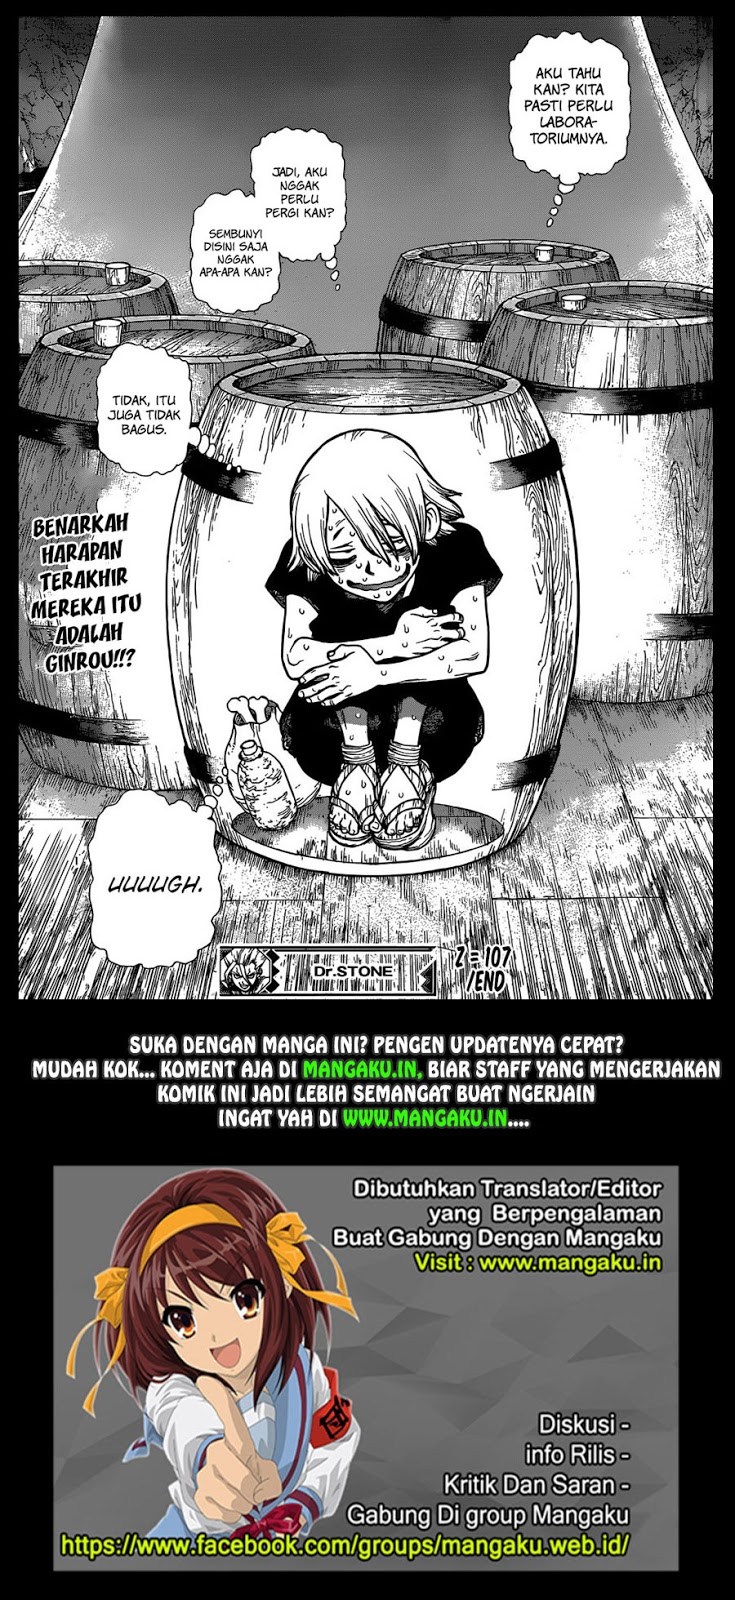 AKU TAHU
KAN? KITA
PASTI PERLU
LABORA-
TORIUMNYA.
JADI, AKU
NGGAK
PERLU
PERGI KAN?
SEMBUNYI
DISINI SAJA
NGGAK
APA-APA KAN?
TIDAK, ITU
JUGA TIDAK
BAGUS.
BENARKAH
HARAPAN
TERAKHIR
MEREKA ITU
ADALAH
GINROU!!?
UUUUGH.
Dr.STONE
Z=107
/END
SUKA DENGAN MANGA INI? PENGEN UPDATENYA CEPAT?
MUDAH KOK... KOMENT AJA DI MANGAKU.IN, BIAR STAFF YANG MENGERJAKAN
KOMIK INI JADI LEBIH SEMANGAT BUAT NGERJAIN
INGAT YAH DI WWW.MANGAKU.IN....
Dibutuhkan Translator/Editor
yang Berpengalaman
Buat Gabung Dengan Mangaku
Visit : www.mangaku.in
Diskusi -
info Rilis -
Kritik Dan Saran -
Gabung Di group Mangaku
https://www.facebook.com/groups/mangaku.web.id/